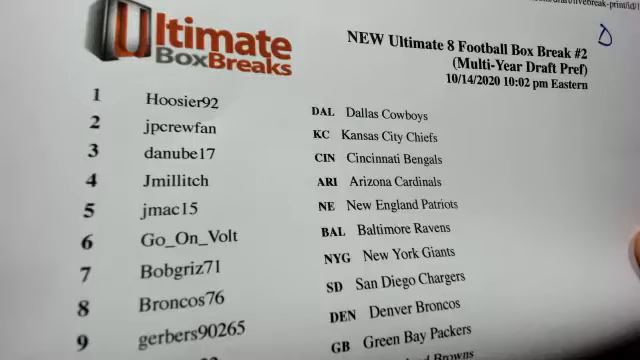 Ultimate
BoxBreaks
NEW Ultimate 8 Football Box Break #2
(Multi-Year Draft Pref)
10/14/2020 10:02 pm Eastern
D
1 Hoosier92 DAL Dallas Cowboys
2 jpcrewfan KC Kansas City Chiefs
3 danube17 CIN Cincinnati Bengals
4 Jmillitch ARI Arizona Cardinals
5 jmac15 NE New England Patriots
6 Go_On_Volt BAL Baltimore Ravens
7 Bobgriz71 NYG New York Giants
8 Broncos76 SD San Diego Chargers
9 gerbers90265 DEN Denver Broncos
GB Green Bay Packers
Browns